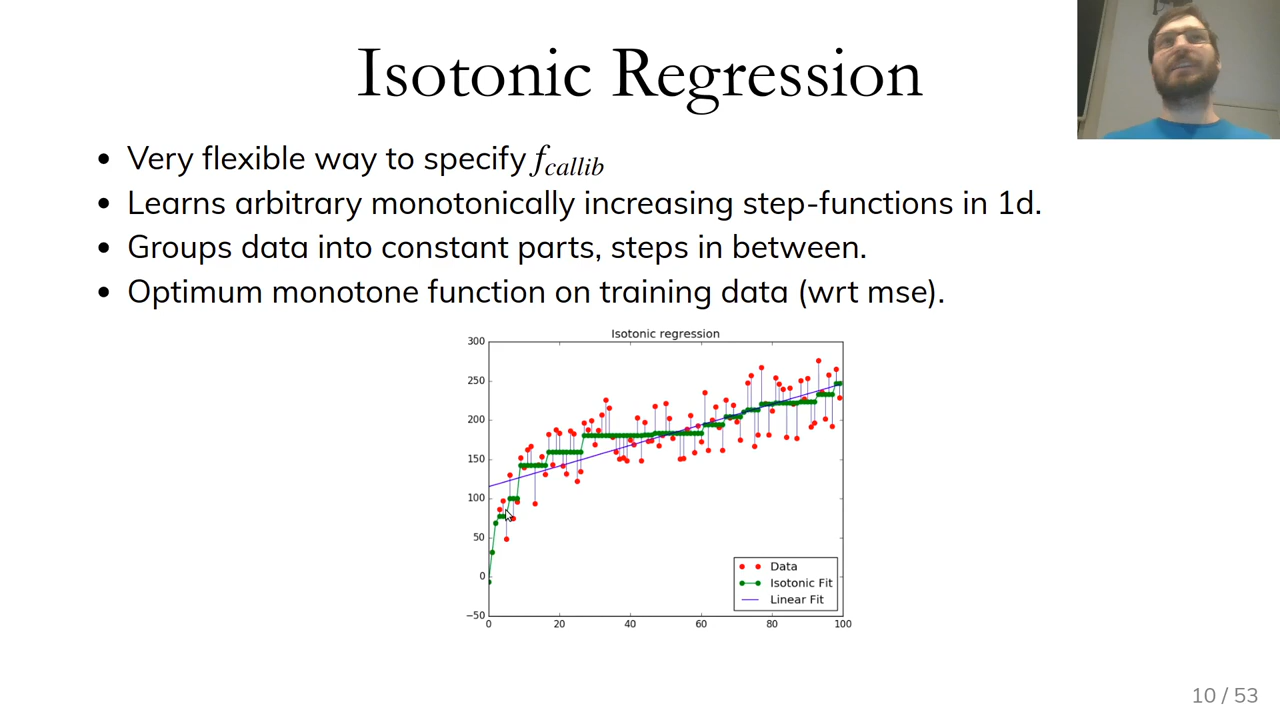 Isotonic Regression
• Very flexible way to specify f_callib
• Learns arbitrary monotonically increasing step-functions in 1d.
• Groups data into constant parts, steps in between.
• Optimum monotone function on training data (wrt mse).
Isotonic regression
300
250
200
150
100
50
0
−50
0 20 40 60 80 100
Data
Isotonic Fit
Linear Fit
10 / 53